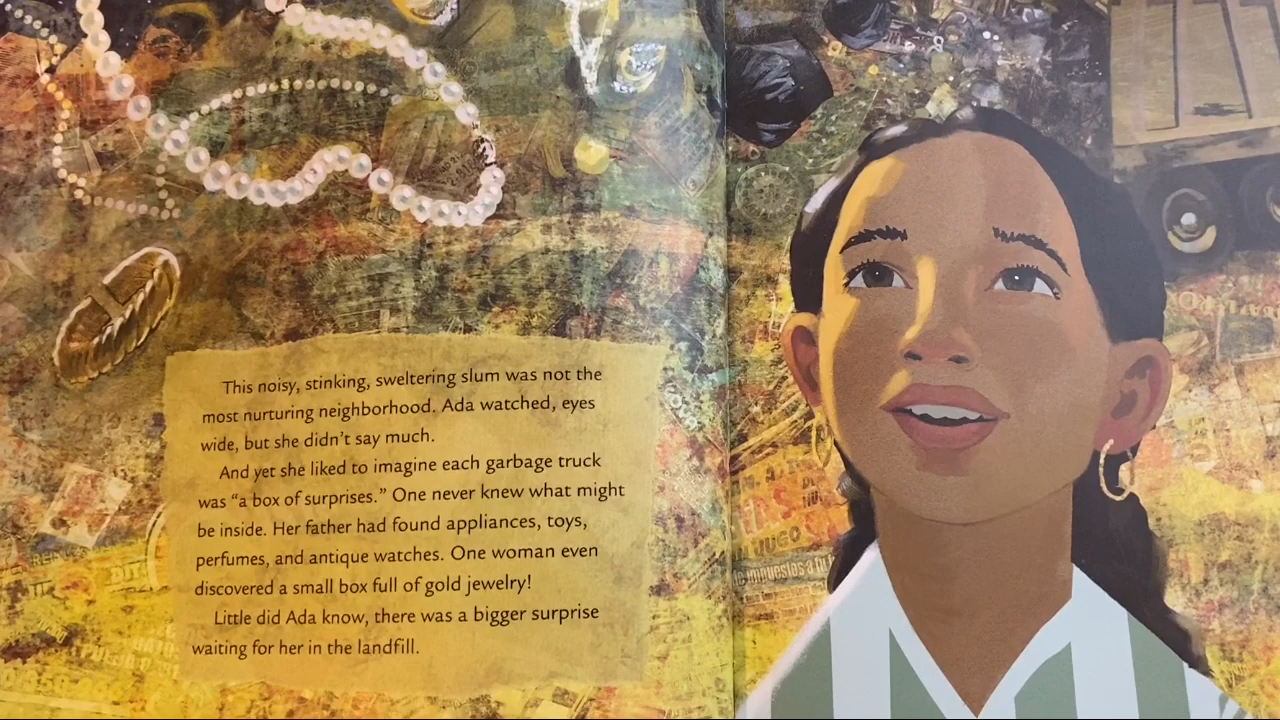 This noisy, stinking, sweltering slum was not the
most nurturing neighborhood. Ada watched, eyes
wide, but she didn't say much.
And yet she liked to imagine each garbage truck
was “a box of surprises.” One never knew what might
be inside. Her father had found appliances, toys,
perfumes, and antique watches. One woman even
discovered a small box full of gold jewelry!
Little did Ada know, there was a bigger surprise
waiting for her in the landfill.
de impuestos a